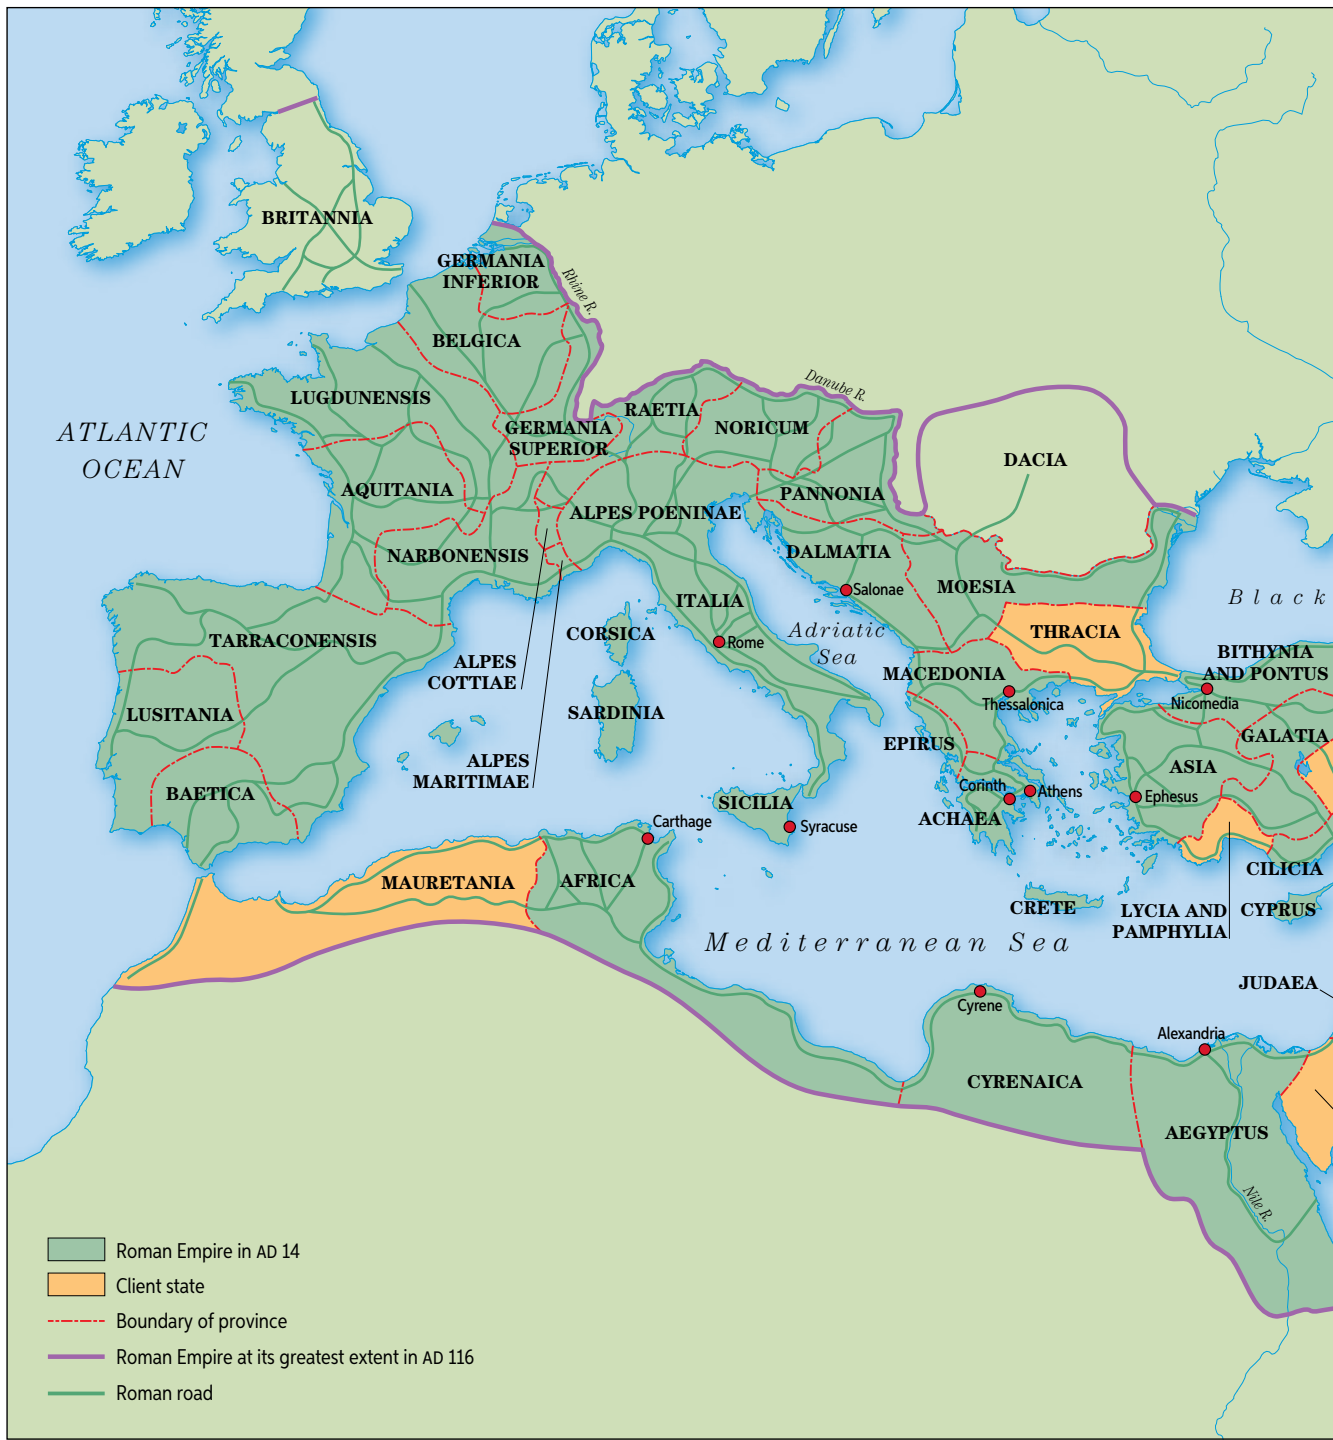 BRITANNIA
GERMANIA
INFERIOR
Rhine R.
BELGICA
LUGDUNENSIS
ATLANTIC
OCEAN
GERMANIA
SUPERIOR
RAETIA
NORICUM
Danube R.
DACIA
AQUITANIA
ALPES POENINAE
PANNONIA
NARBONENSIS
DALMATIA
Salonae
MOESIA
Black
ITALIA
Rome
Adriatic
Sea
THRACIA
CORSICA
TARRACONENSIS
ALPES
COTTIAE
MACEDONIA
Thessalonica
BITHYNIA
AND PONTUS
Nicomedia
LUSITANIA
SARDINIA
EPIRUS
GALATIA
ASIA
ALPES
MARITIMAE
BAETICA
SICILIA
Syracuse
Carthage
Corinth
Athens
ACHAEA
Ephesus
MAURETANIA
AFRICA
CILICIA
CRETE
LYCIA AND
PAMPHYLIA
CYPRUS
Mediterranean Sea
JUDAEA
Cyrene
Alexandria
CYRENAICA
AEGYPTUS
Nile R.
Roman Empire in AD 14
Client state
Boundary of province
Roman Empire at its greatest extent in AD 116
Roman road